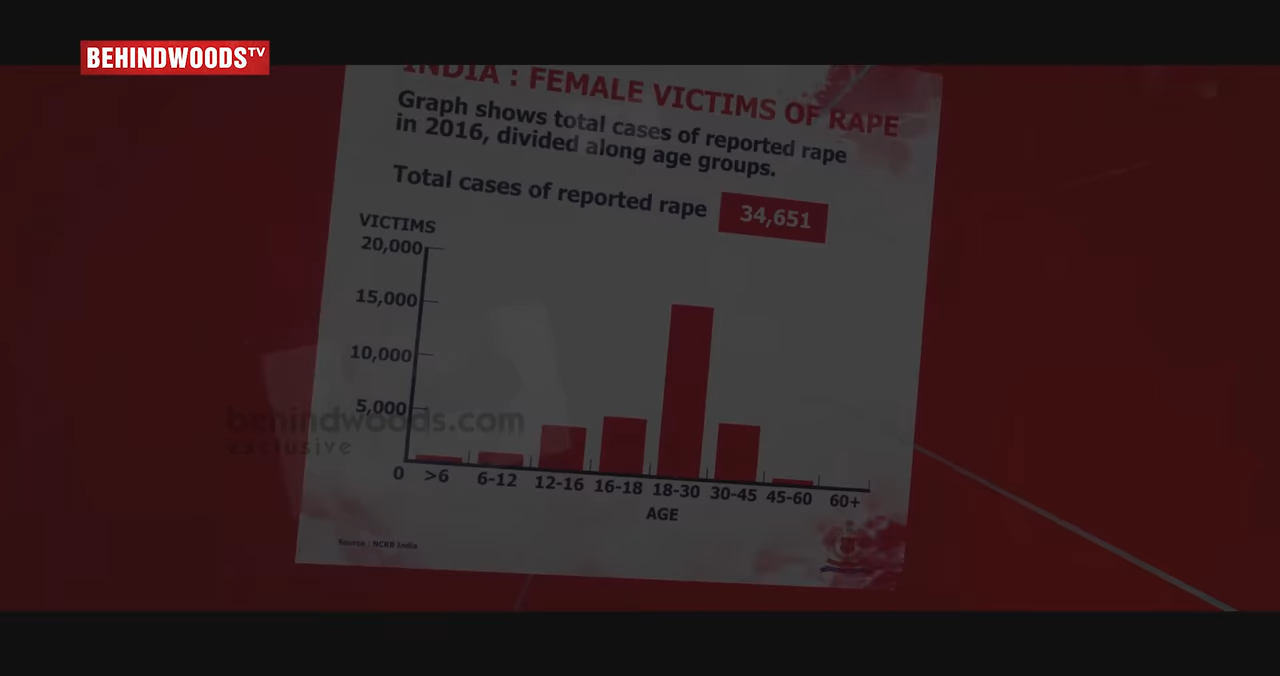 BEHINDWOODS TV
INDIA : FEMALE VICTIMS OF RAPE
Graph shows total cases of reported rape
in 2016, divided along age groups.
Total cases of reported rape 34,651
VICTIMS
20,000
15,000
10,000
5,000
0
>6 6-12 12-16 16-18 18-30 30-45 45-60 60+
AGE
behindwoods.com
exclusive
Source : NCRB India